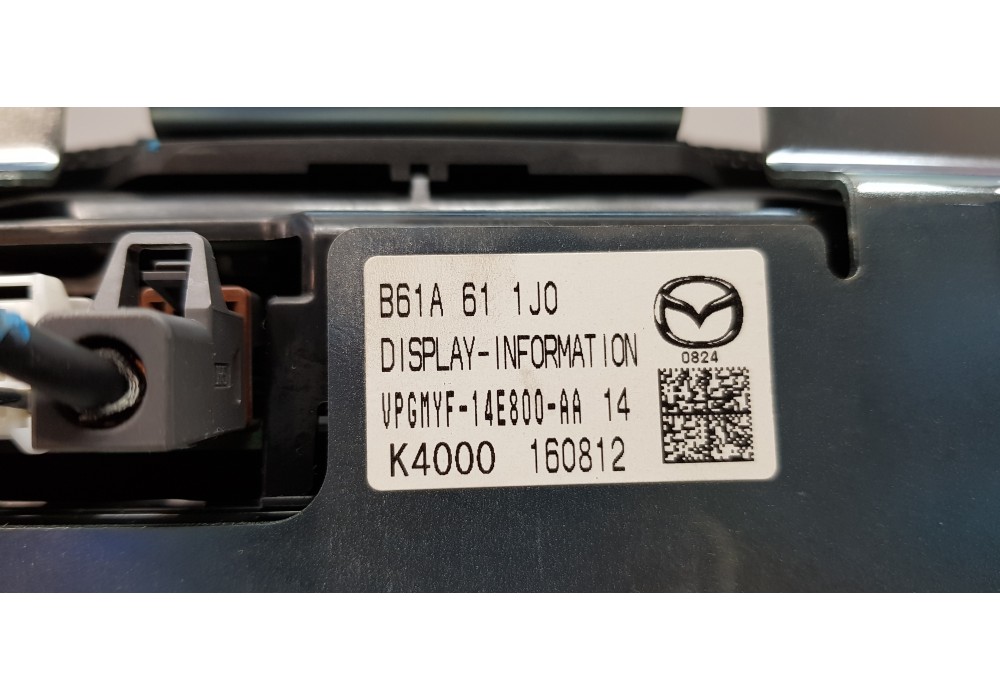 B61A 61 1J0
DISPLAY-INFORMATION
0824
VPGMYF-14E800-AA 14
K4000 160812